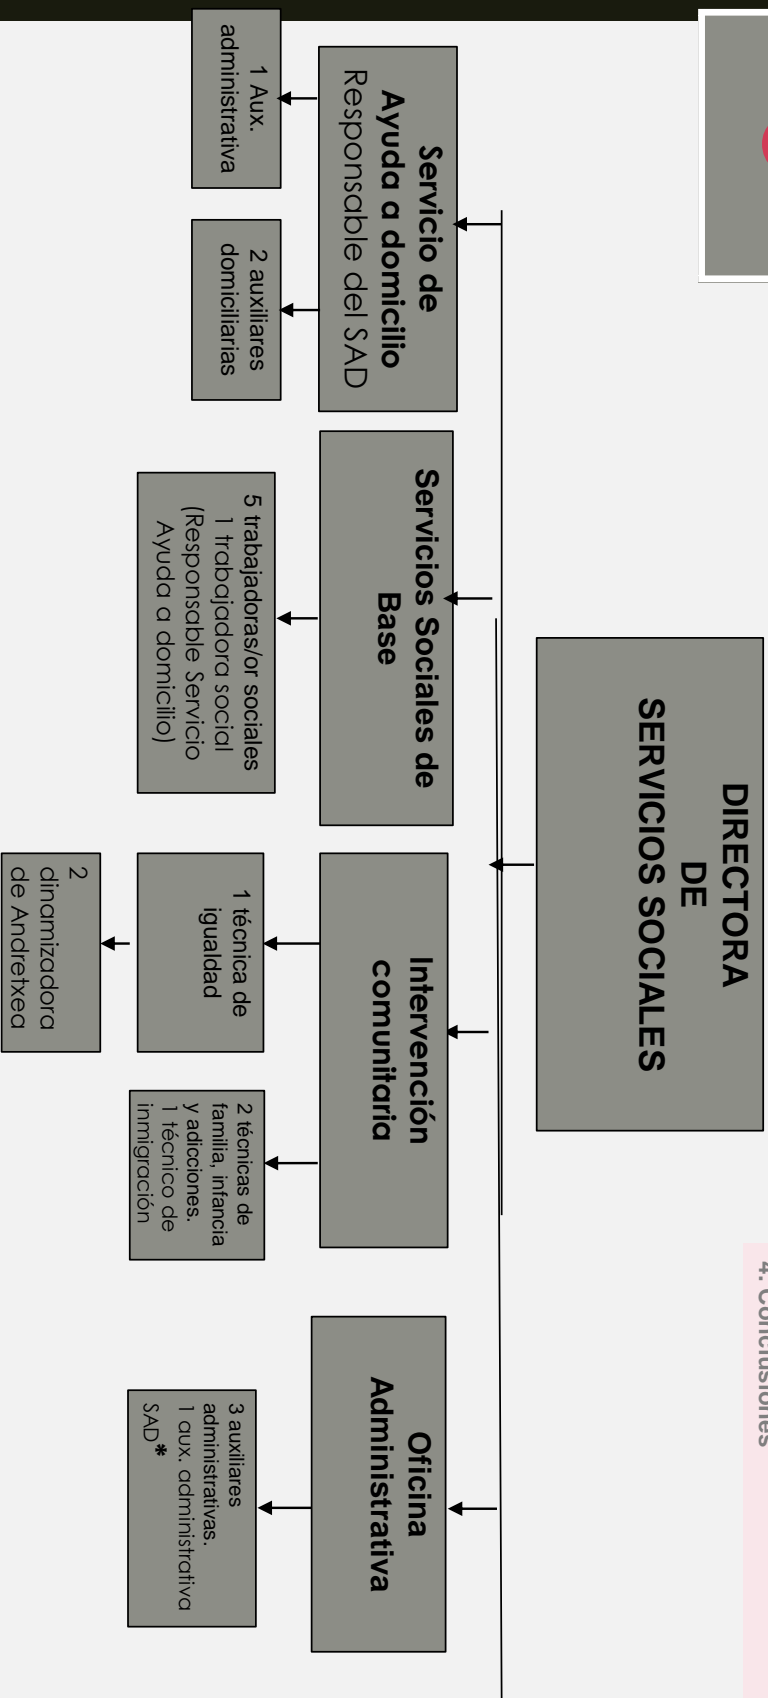 4. Conclusiones
DIRECTORA
DE
SERVICIOS SOCIALES
Servicio de
Ayuda a domicilio
Responsable del SAD
1 Aux.
administrativa
2 auxiliares
domiciliarias
Servicios Sociales de
Base
5 trabajadoras/or sociales
1 trabajadora social
(Responsable Servicio
Ayuda a domicilio)
Intervención
comunitaria
1 técnica de
igualdad
2
dinamizadora
de Andretxea
2 técnicas de
familia, infancia
y adicciones.
1 técnico de
inmigración
Oficina
Administrativa
3 auxiliares
administrativas.
1 aux. administrativa
SAD*